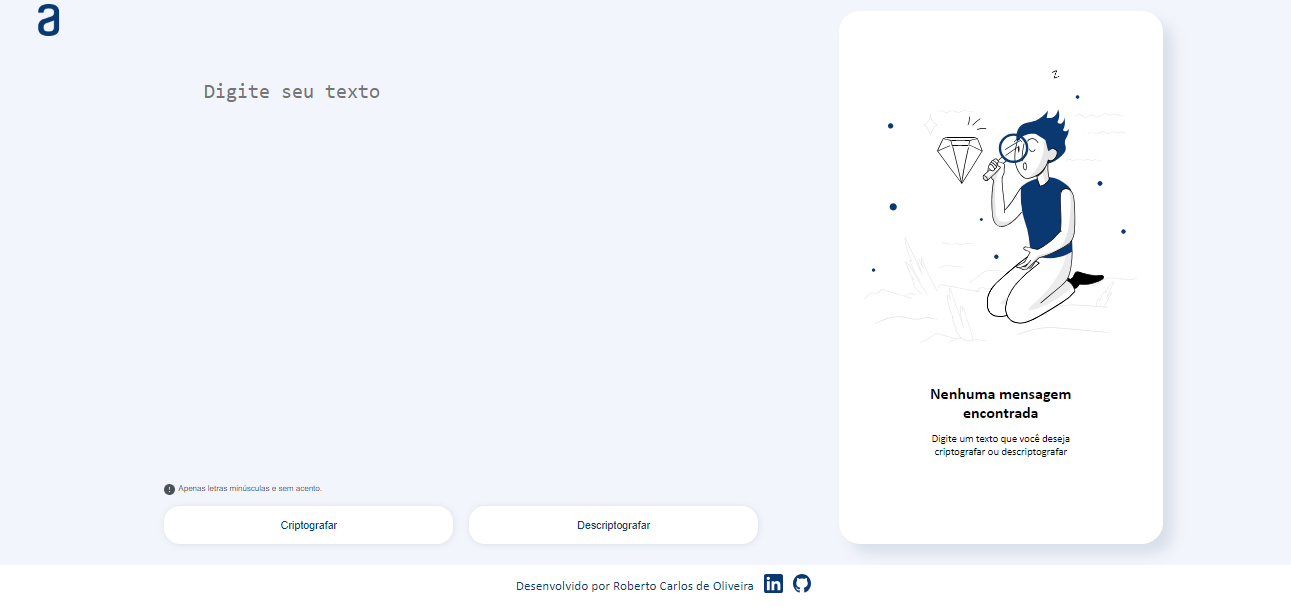 a
Digite seu texto
Z
Nenhuma mensagem
encontrada
Digite um texto que você deseja
criptografar ou descriptografar
! Apenas letras minúsculas e sem acento.
Criptografar
Descriptografar
Desenvolvido por Roberto Carlos de Oliveira in